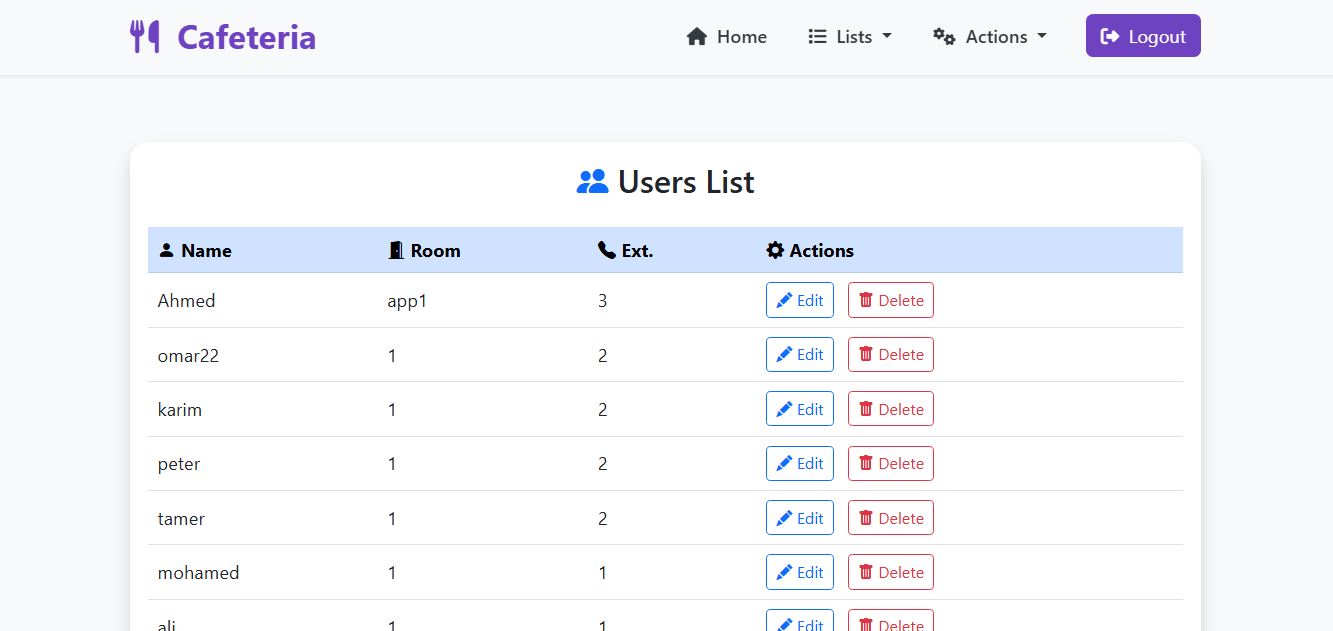 Cafeteria Home Lists Actions Logout
Users List
Name Room Ext. Actions
Ahmed app1 3 Edit Delete
omar22 1 2 Edit Delete
karim 1 2 Edit Delete
peter 1 2 Edit Delete
tamer 1 2 Edit Delete
mohamed 1 1 Edit Delete
ali 1 1 Edit Delete